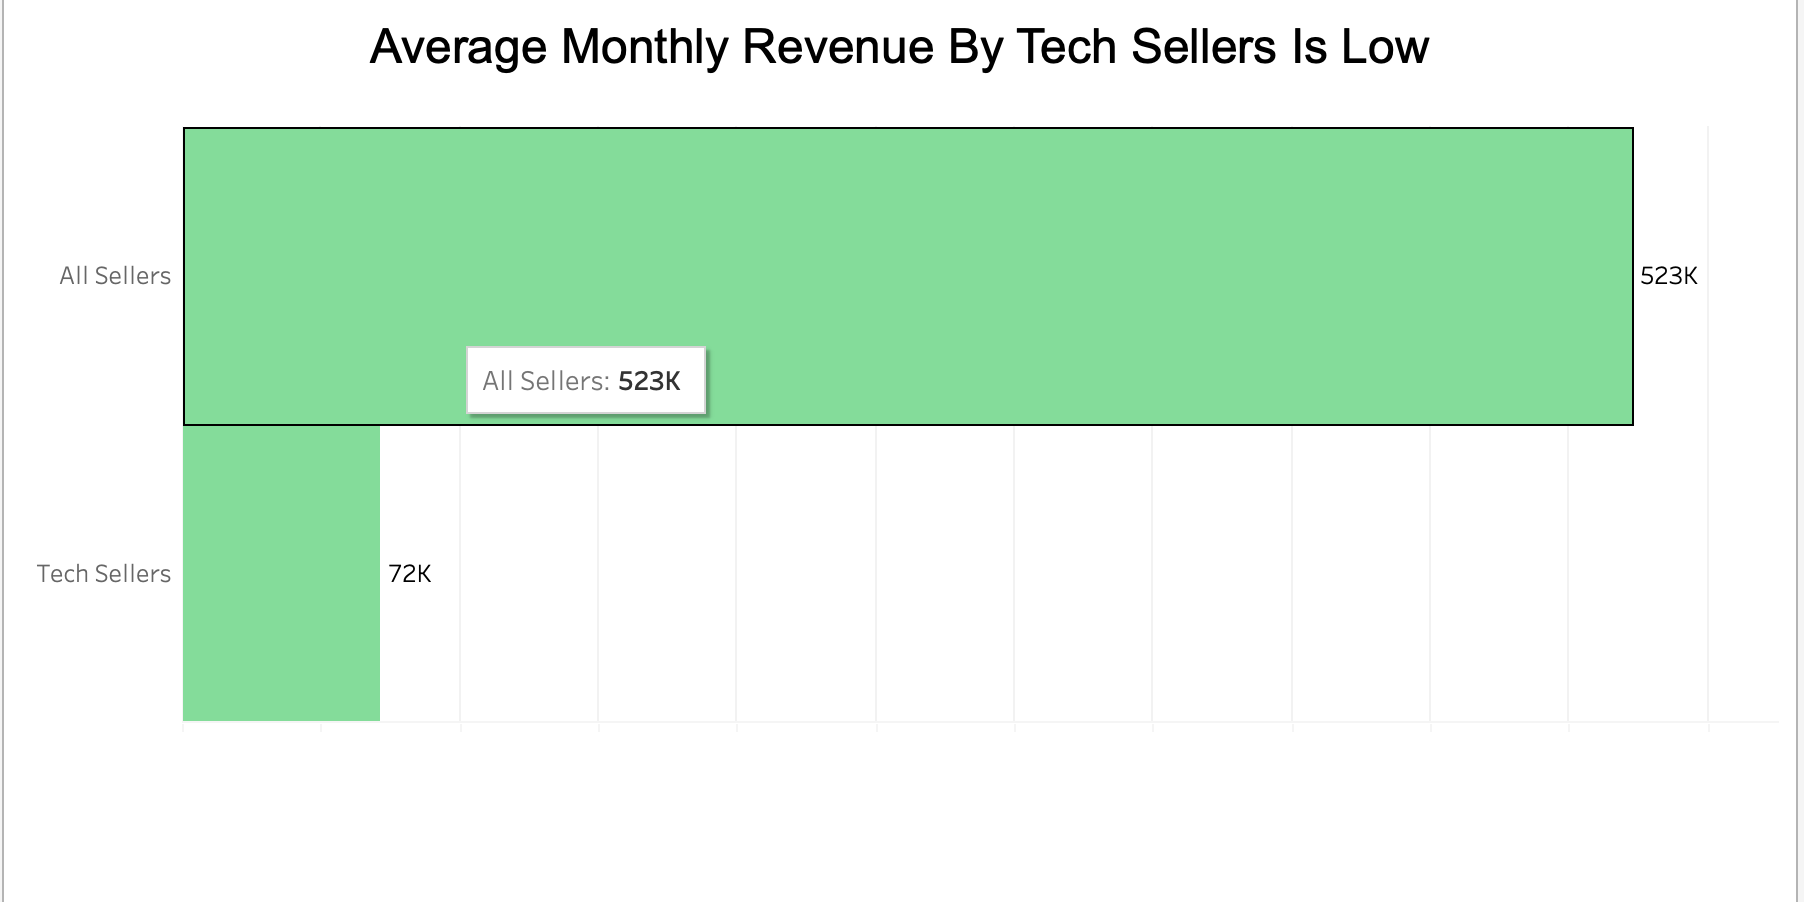 Average Monthly Revenue By Tech Sellers Is Low
All Sellers
523K
All Sellers: 523K
Tech Sellers
72K